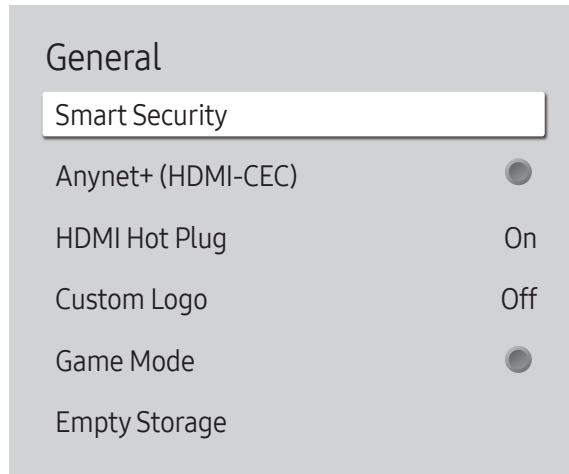 General
Smart Security
Anynet+ (HDMI-CEC)
HDMI Hot Plug On
Custom Logo Off
Game Mode
Empty Storage